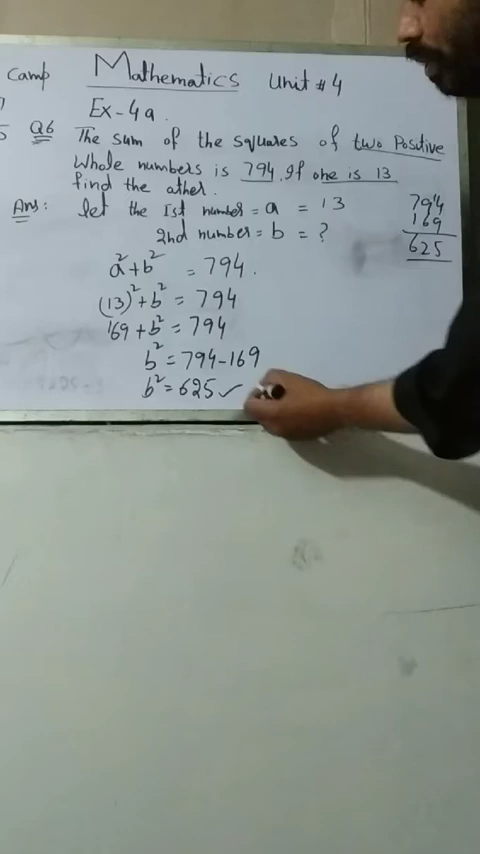 Camp Mathematics Unit # 4
Ex-4a.
Q6 The sum of the squares of two Positive
Whole numbers is 794. If one is 13
find the other.
Ans: let the Ist number = a = 13
2nd number = b = ?
a² + b² = 794.
(13)² + b² = 794
169 + b² = 794
b² = 794-169
b² = 625 ✓
794
169
625